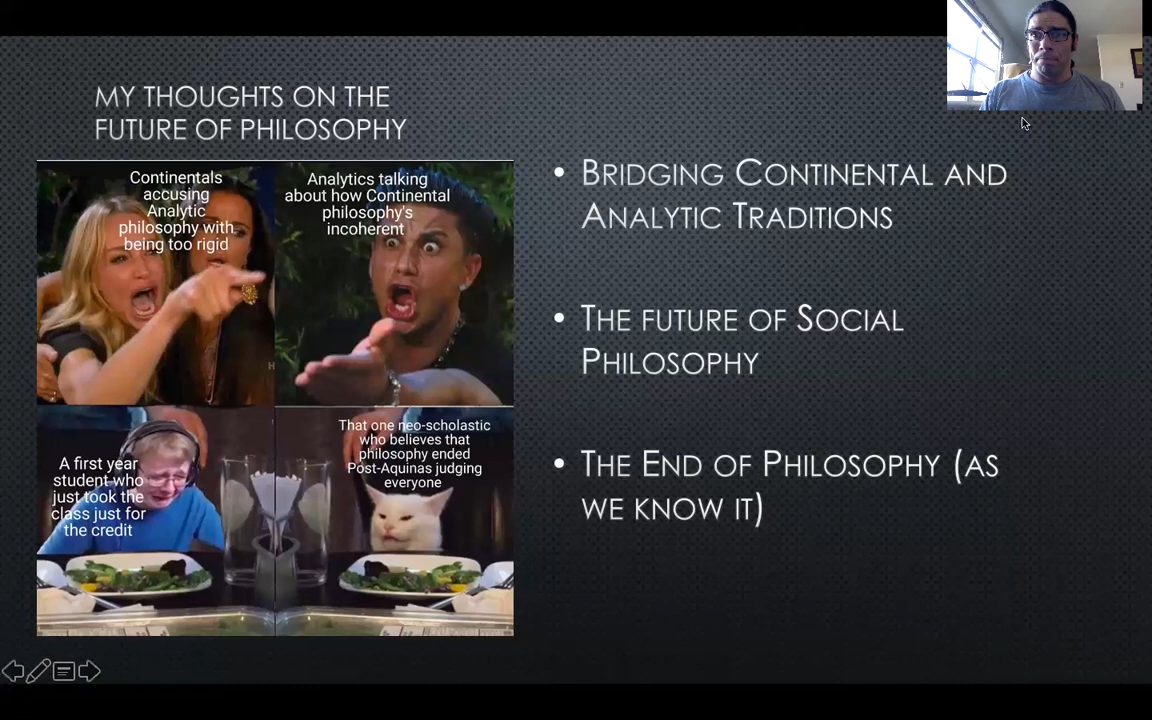 MY THOUGHTS ON THE
FUTURE OF PHILOSOPHY
Continentals
accusing
Analytic
philosophy with
being too rigid
Analytics talking
about how Continental
philosophy's
incoherent
A first year
student who
just took the
class just for
the credit
That one neo-scholastic
who believes that
philosophy ended
Post-Aquinas judging
everyone
• BRIDGING CONTINENTAL AND
ANALYTIC TRADITIONS
• THE FUTURE OF SOCIAL
PHILOSOPHY
• THE END OF PHILOSOPHY (AS
WE KNOW IT)